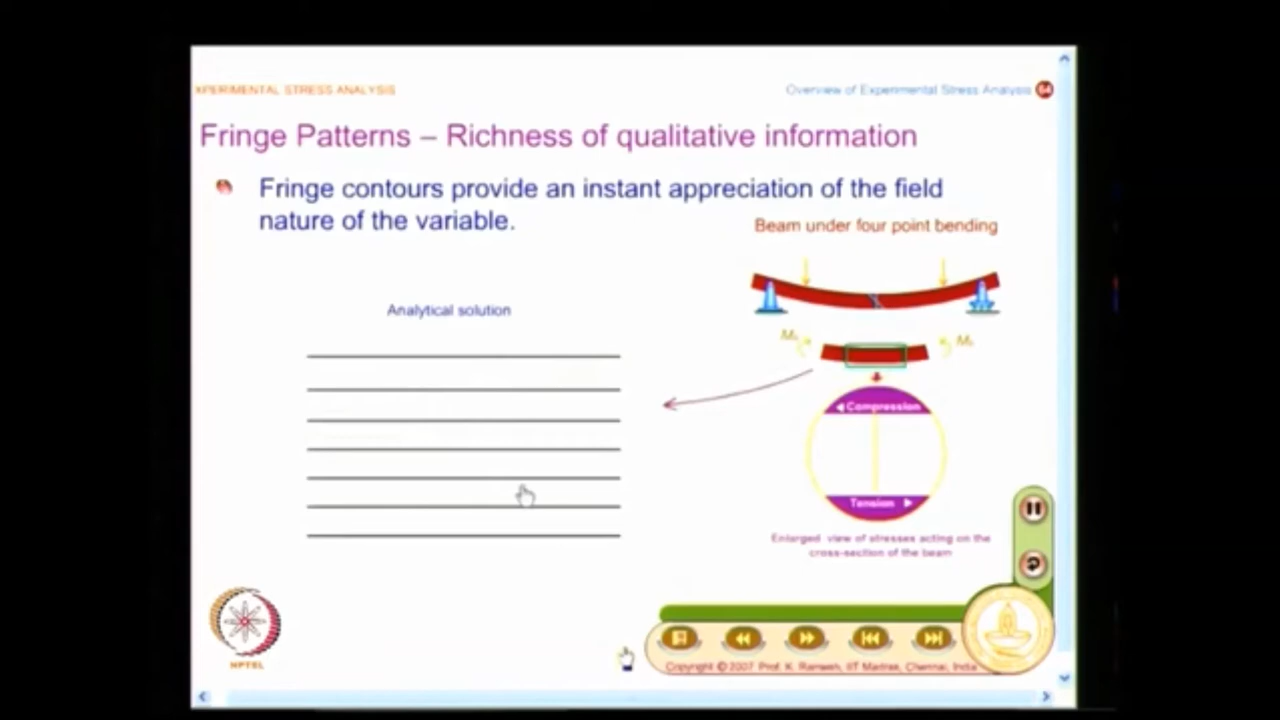 XPERIMENTAL STRESS ANALYSIS
Overview of Experimental Stress Analysis 64
Fringe Patterns – Richness of qualitative information
Fringe contours provide an instant appreciation of the field
nature of the variable.
Beam under four point bending
Analytical solution
Mb
Mb
Compression
Tension
Enlarged view of stresses acting on the
cross-section of the beam
NPTEL
Copyright © 2007 Prof. K. Ramesh, IIT Madras, Chennai, India